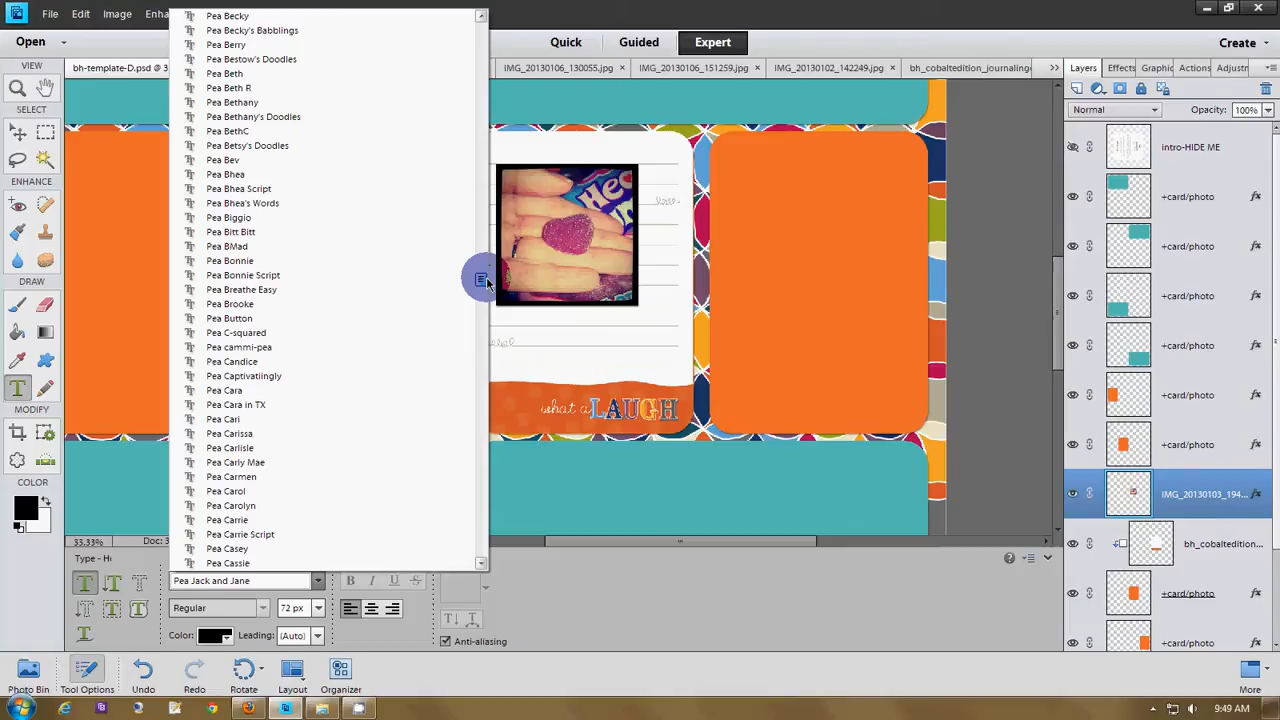 File
Edit
Image
Enha
Open
Quick
Guided
Expert
Create
bh-template-D.psd @ 3
IMG_20130106_130055.jpg
IMG_20130106_151259.jpg
IMG_20130102_142249.jpg
bh_cobaltedition_journaling
Layers
Effects
Graphic
Actions
Adjustr
Normal
Opacity: 100%
VIEW
SELECT
ENHANCE
DRAW
MODIFY
COLOR
Pea Becky
Pea Becky's Babblings
Pea Berry
Pea Bestow's Doodles
Pea Beth
Pea Beth R
Pea Bethany
Pea Bethany's Doodles
Pea BethC
Pea Betsy's Doodles
Pea Bev
Pea Bhea
Pea Bhea Script
Pea Bhea's Words
Pea Biggio
Pea Bitt Bitt
Pea BMad
Pea Bonnie
Pea Bonnie Script
Pea Breathe Easy
Pea Brooke
Pea Button
Pea C-squared
Pea cammi-pea
Pea Candice
Pea Captivatiingly
Pea Cara
Pea Cara in TX
Pea Cari
Pea Carissa
Pea Carlisle
Pea Carly Mae
Pea Carmen
Pea Carol
Pea Carolyn
Pea Carrie
Pea Carrie Script
Pea Casey
Pea Cassie
what a LAUGH
intro-HIDE ME
+card/photo
+card/photo
+card/photo
+card/photo
+card/photo
+card/photo
IMG_20130103_194...
bh_cobaltedition...
+card/photo
+card/photo
33.33%
Doc: 3
Type - Hi
Pea Jack and Jane
Regular
72 px
Color:
Leading:
(Auto)
B I U S
Anti-aliasing
Photo Bin
Tool Options
Undo
Redo
Rotate
Layout
Organizer
More
9:49 AM